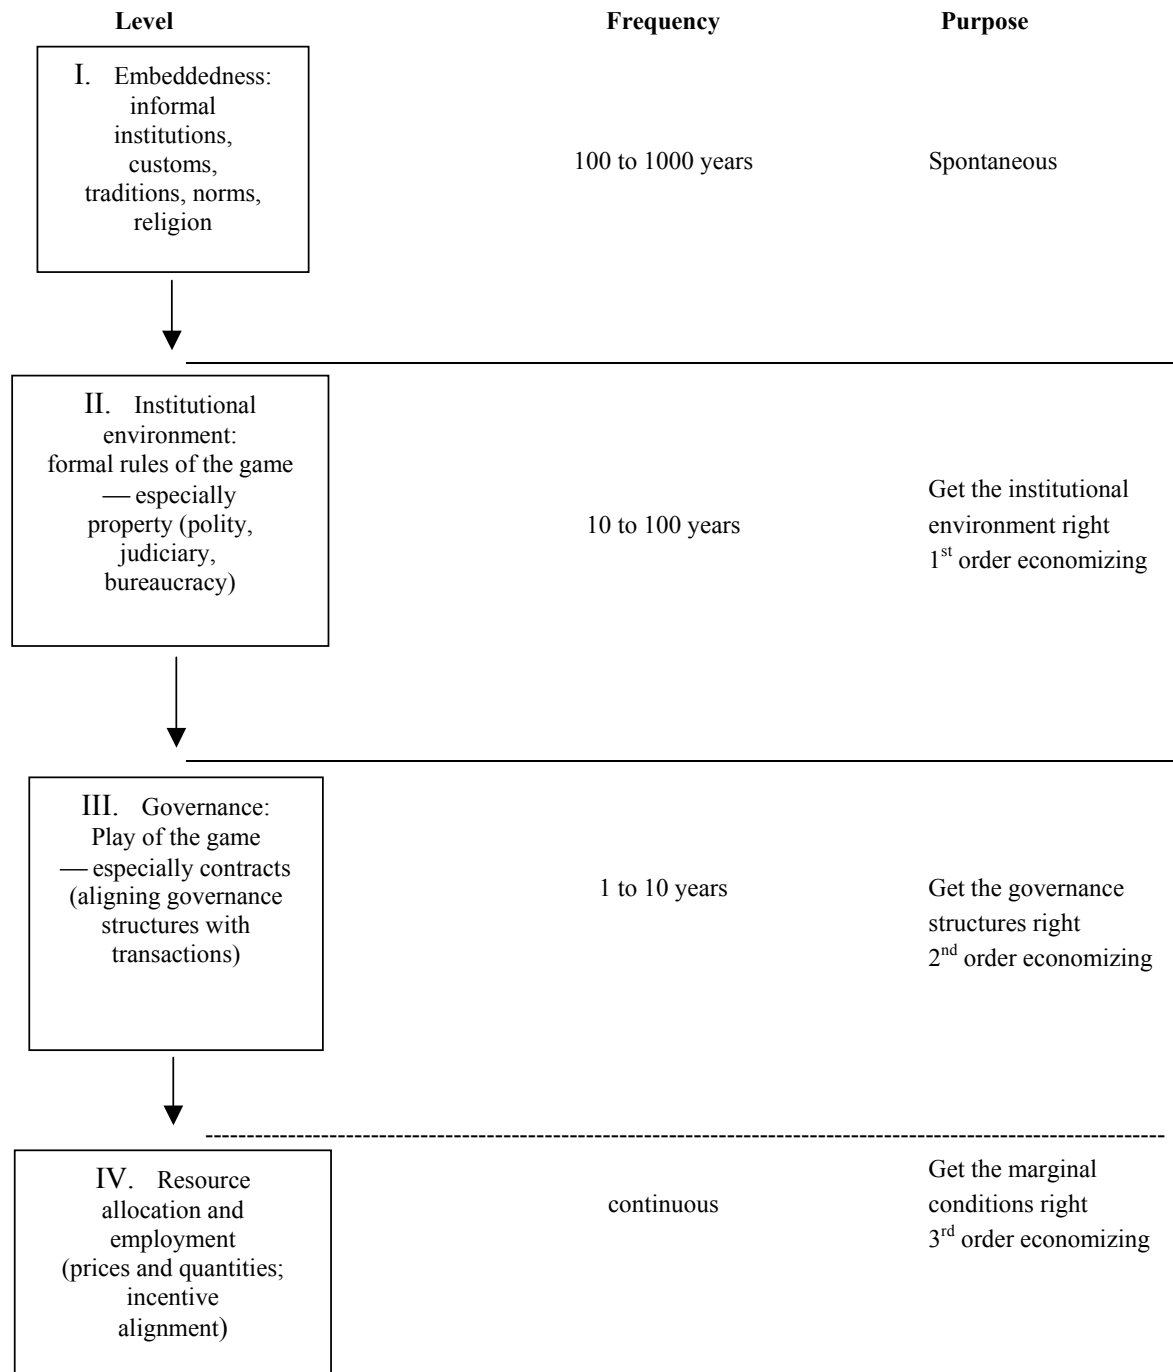 Level Frequency Purpose
I. Embeddedness:
informal
institutions,
customs,
traditions, norms,
religion
100 to 1000 years
Spontaneous
II. Institutional
environment:
formal rules of the game
— especially
property (polity,
judiciary,
bureaucracy)
10 to 100 years
Get the institutional
environment right
1st order economizing
III. Governance:
Play of the game
— especially contracts
(aligning governance
structures with
transactions)
1 to 10 years
Get the governance
structures right
2nd order economizing
IV. Resource
allocation and
employment
(prices and quantities;
incentive
alignment)
continuous
Get the marginal
conditions right
3rd order economizing